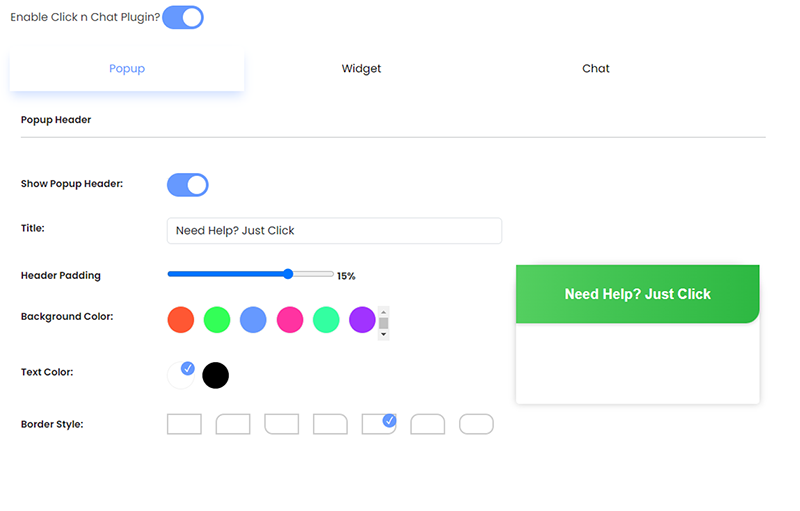 Enable Click n Chat Plugin?
Popup Widget Chat
Popup Header
Show Popup Header:
Title: Need Help? Just Click
Header Padding 15%
Need Help? Just Click
Background Color:
Text Color:
Border Style: